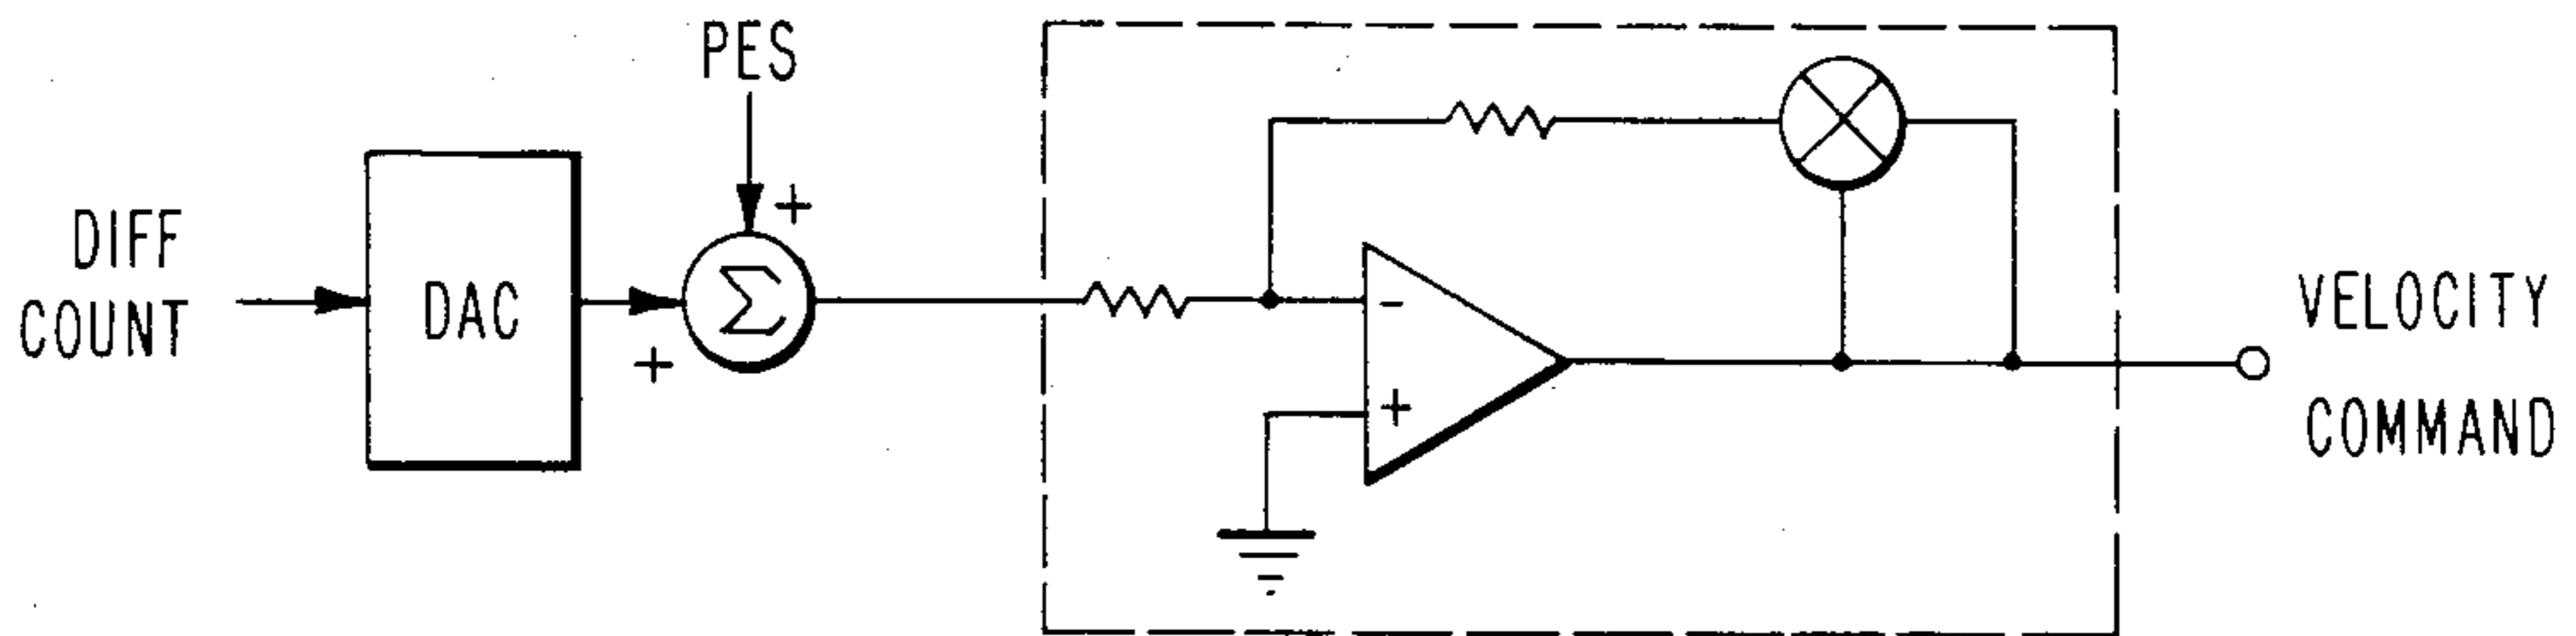 PES
+
DIFF
COUNT
DAC
+
Σ
-
+
VELOCITY
COMMAND